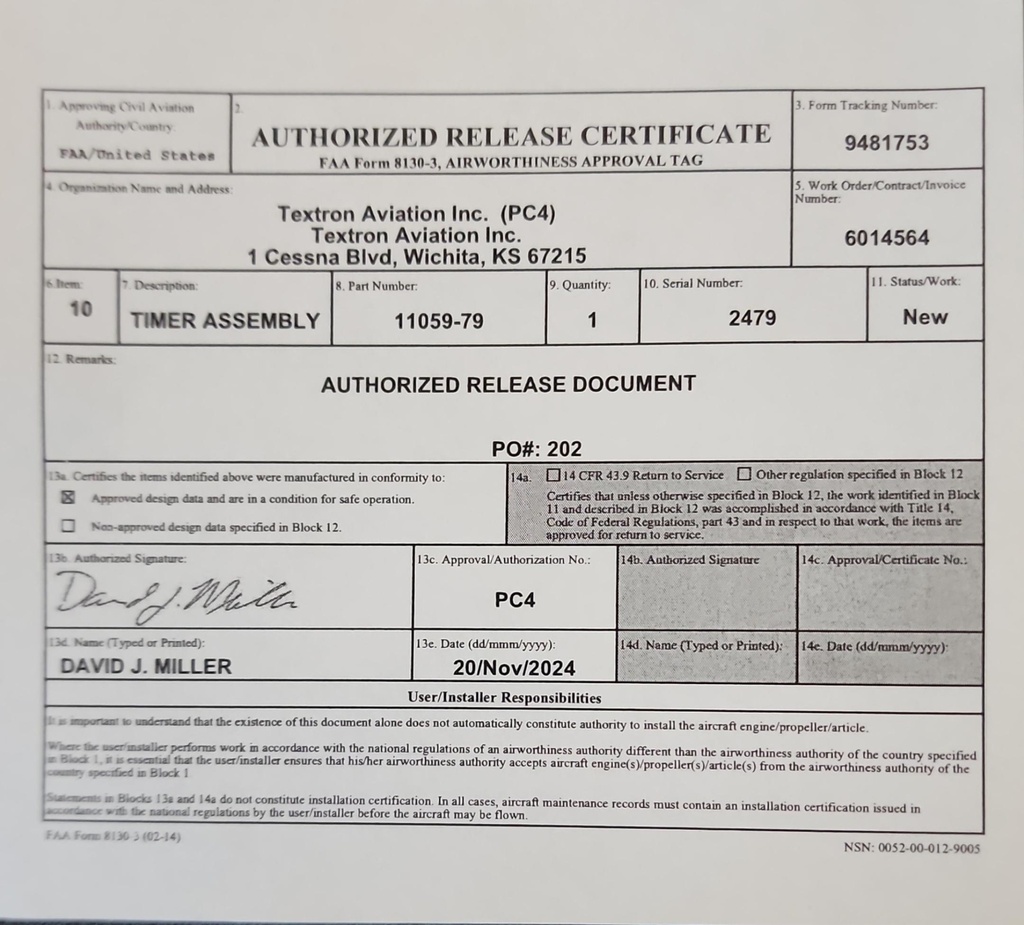 1. Approving Civil Aviation
Authority/Country:
FAA/United States
2.
AUTHORIZED RELEASE CERTIFICATE
FAA Form 8130-3, AIRWORTHINESS APPROVAL TAG
3. Form Tracking Number:
9481753
4. Organization Name and Address:
Textron Aviation Inc. (PC4)
Textron Aviation Inc.
1 Cessna Blvd, Wichita, KS 67215
5. Work Order/Contract/Invoice
Number:
6014564
6. Item:
10
7. Description:
TIMER ASSEMBLY
8. Part Number:
11059-79
9. Quantity:
1
10. Serial Number:
2479
11. Status/Work:
New
12. Remarks:
AUTHORIZED RELEASE DOCUMENT
PO#: 202
13a. Certifies the items identified above were manufactured in conformity to:
Approved design data and are in a condition for safe operation.
Non-approved design data specified in Block 12.
14a. 14 CFR 43.9 Return to Service Other regulation specified in Block 12
Certifies that unless otherwise specified in Block 12, the work identified in Block
11 and described in Block 12 was accomplished in accordance with Title 14,
Code of Federal Regulations, part 43 and in respect to that work, the items are
approved for return to service.
13b. Authorized Signature:
David J. Miller
13c. Approval/Authorization No.:
PC4
14b. Authorized Signature
14c. Approval/Certificate No.:
13d. Name (Typed or Printed):
DAVID J. MILLER
13e. Date (dd/mmm/yyyy):
20/Nov/2024
14d. Name (Typed or Printed):
14e. Date (dd/mmm/yyyy):
User/Installer Responsibilities
It is important to understand that the existence of this document alone does not automatically constitute authority to install the aircraft engine/propeller/article.
Where the user/installer performs work in accordance with the national regulations of an airworthiness authority different than the airworthiness authority of the country specified
in Block 1, it is essential that the user/installer ensures that his/her airworthiness authority accepts aircraft engine(s)/propeller(s)/article(s) from the airworthiness authority of the
country specified in Block 1.
Statements in Blocks 13a and 14a do not constitute installation certification. In all cases, aircraft maintenance records must contain an installation certification issued in
accordance with the national regulations by the user/installer before the aircraft may be flown.
FAA Form 8130-3 (02-14)
NSN: 0052-00-012-9005